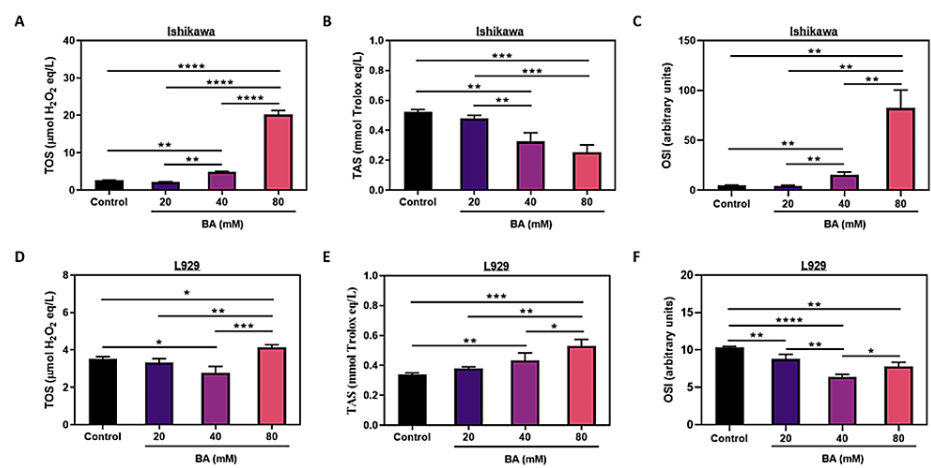 A
Ishikawa
TOS (µmol H₂O₂ eq/L)
40
30
20
10
0
****
****
****
**
**
Control
20
40
80
BA (mM)
B
Ishikawa
TAS (mmol Trolox eq/L)
1.0
0.8
0.6
0.4
0.2
0.0
***
***
**
**
Control
20
40
80
BA (mM)
C
Ishikawa
OSI (arbitrary units)
150
100
50
0
**
**
**
**
**
Control
20
40
80
BA (mM)
D
L929
TOS (µmol H₂O₂ eq/L)
8
6
4
2
0
*
**
***
*
Control
20
40
80
BA (mM)
E
L929
TAS (mmol Trolox eq/L)
1.0
0.8
0.6
0.4
0.2
0.0
***
**
*
**
Control
20
40
80
BA (mM)
F
L929
OSI (arbitrary units)
20
15
10
5
0
**
****
**
**
*
Control
20
40
80
BA (mM)